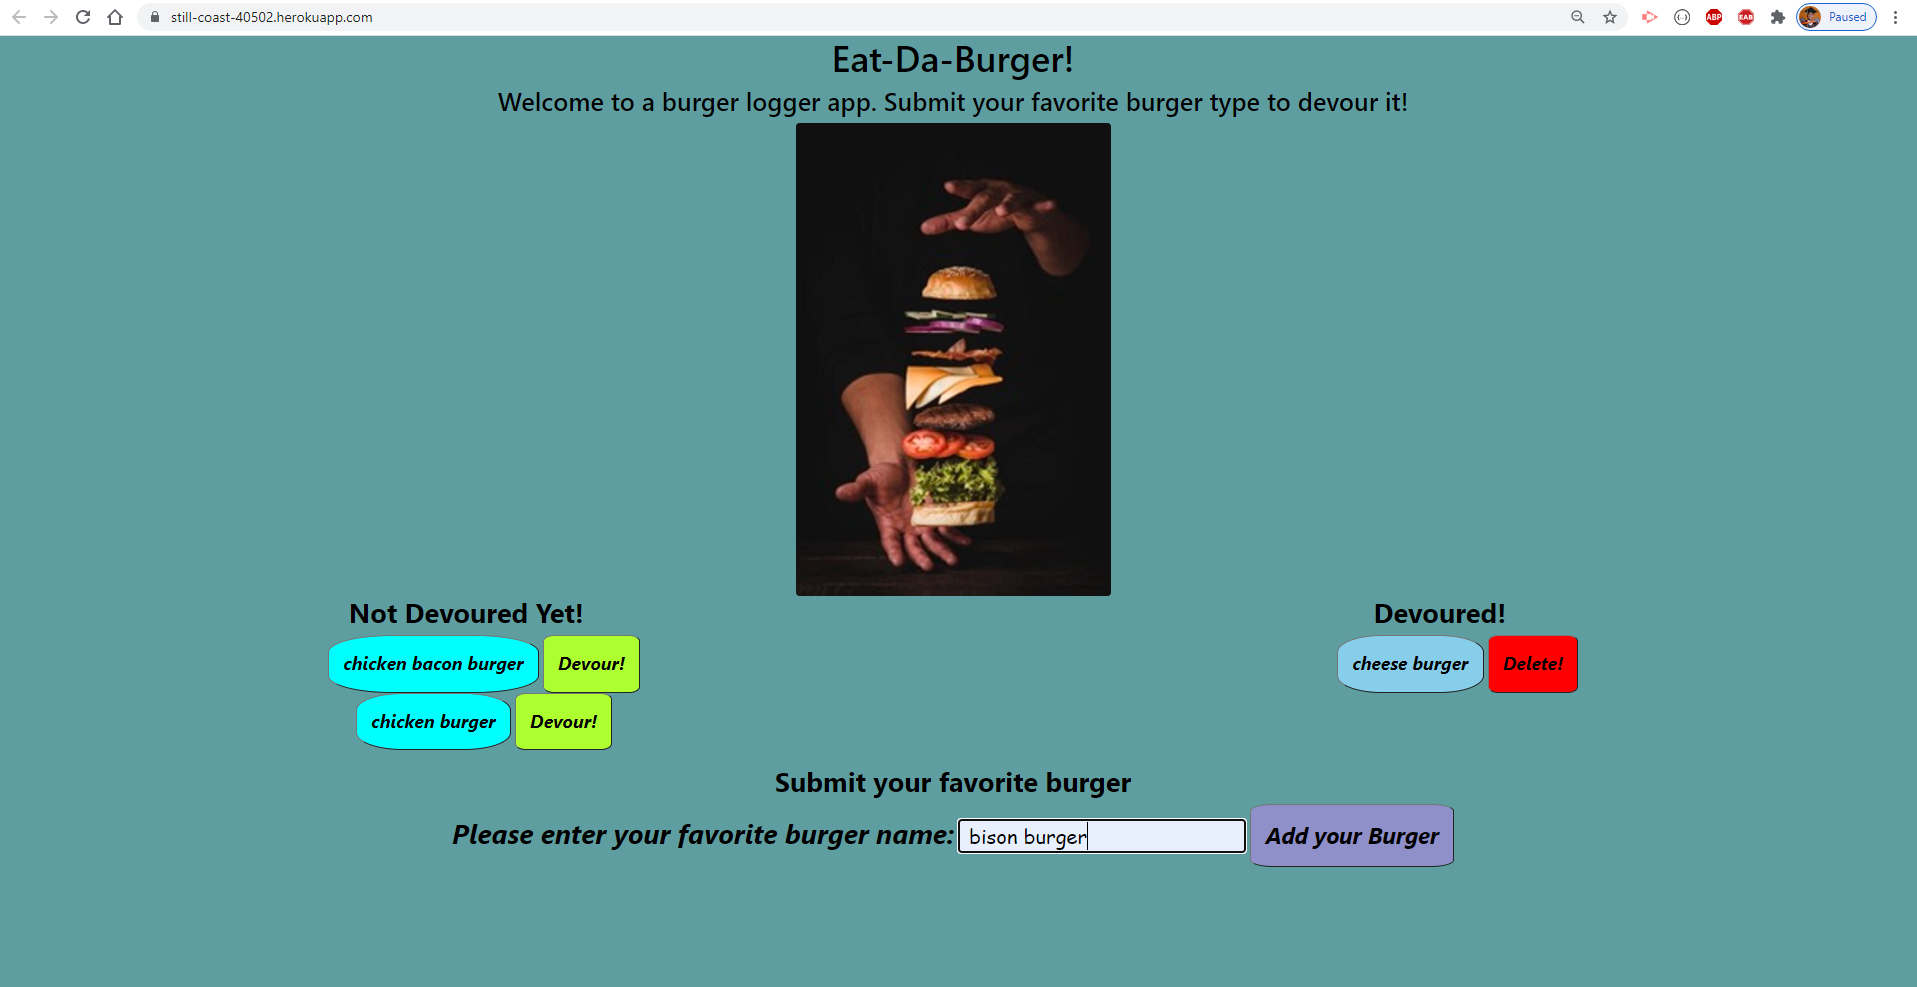 still-coast-40502.herokuapp.com
ABP
EAB
Paused
Eat-Da-Burger!
Welcome to a burger logger app. Submit your favorite burger type to devour it!
Not Devoured Yet!
Devoured!
chicken bacon burger Devour!
cheese burger Delete!
chicken burger Devour!
Submit your favorite burger
Please enter your favorite burger name: bison burger Add your Burger